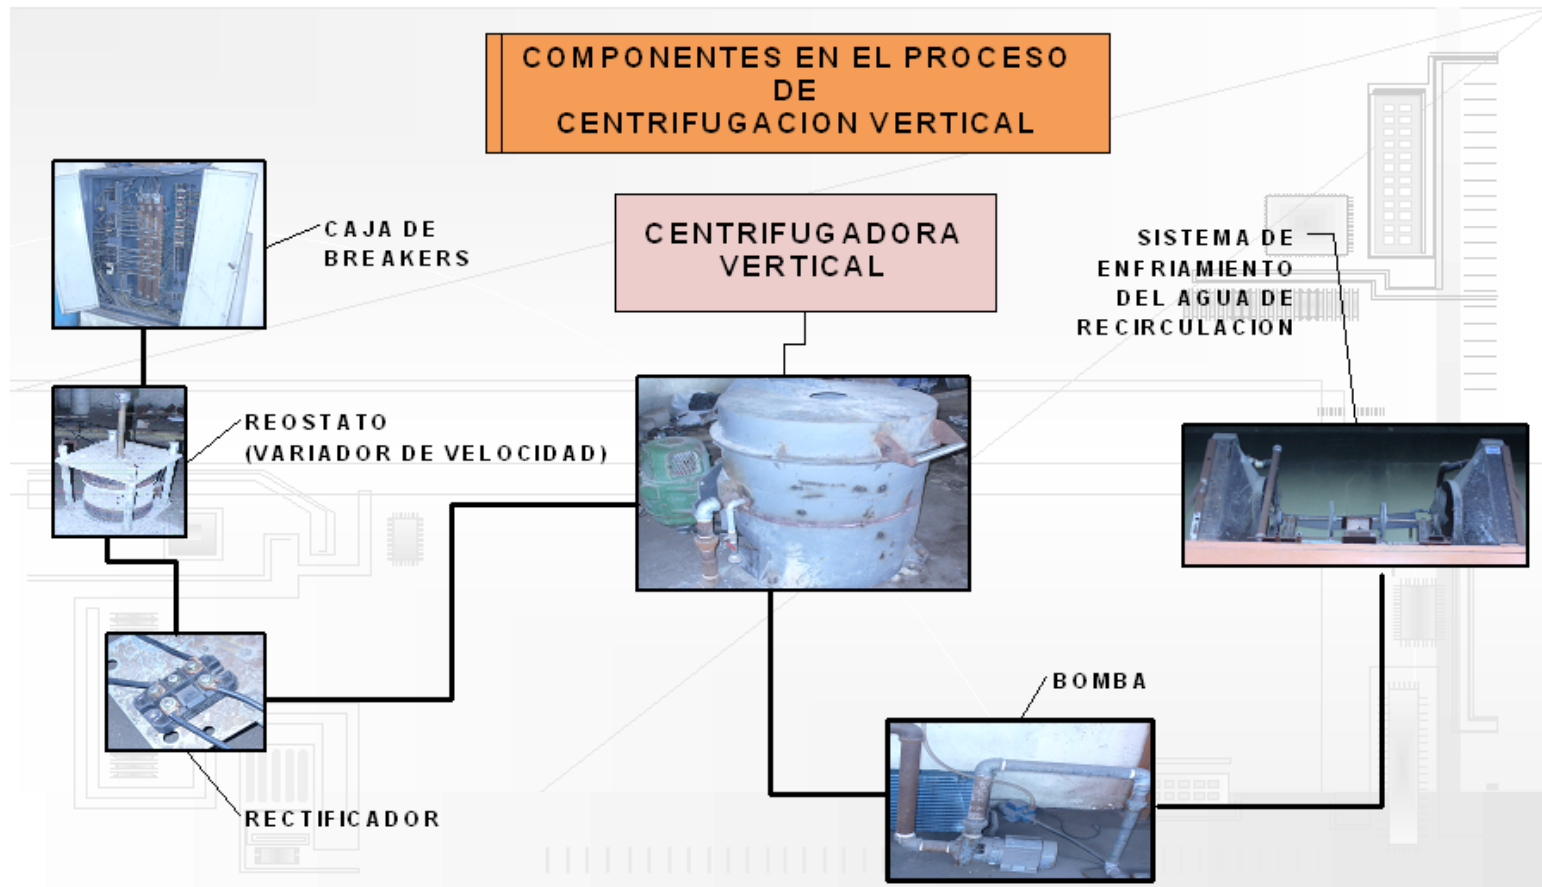 COMPONENTES EN EL PROCESO
DE
CENTRIFUGACION VERTICAL
CENTRIFUGADORA
VERTICAL
CAJA DE
BREAKERS
SISTEMA DE
ENFRIAMIENTO
DEL AGUA DE
RECIRCULACION
REOSTATO
(VARIADOR DE VELOCIDAD)
BOMBA
RECTIFICADOR